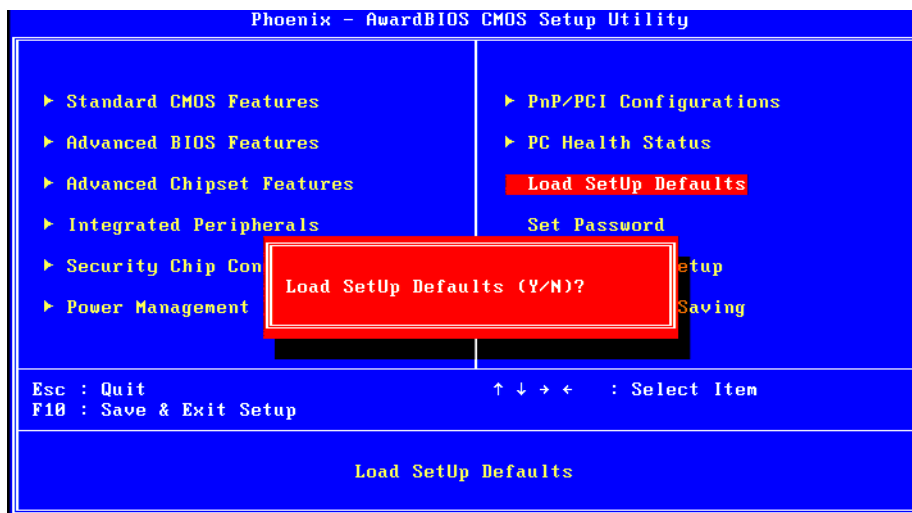 Phoenix - AwardBIOS CMOS Setup Utility
▶ Standard CMOS Features
▶ Advanced BIOS Features
▶ Advanced Chipset Features
▶ Integrated Peripherals
▶ Security Chip Con
▶ Power Management
▶ PnP/PCI Configurations
▶ PC Health Status
Load SetUp Defaults
Set Password
etup
Saving
Load SetUp Defaults (Y/N)?
Esc : Quit
F10 : Save & Exit Setup
↑ ↓ → ← : Select Item
Load SetUp Defaults